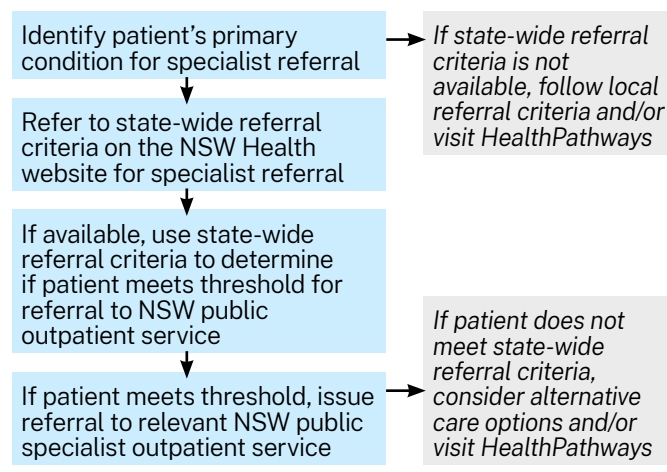 Identify patient’s primary
condition for specialist referral
If state-wide referral
criteria is not
available, follow local
referral criteria and/or
visit HealthPathways
Refer to state-wide referral
criteria on the NSW Health
website for specialist referral
If available, use state-wide
referral criteria to determine
if patient meets threshold for
referral to NSW public
outpatient service
If patient meets threshold, issue
referral to relevant NSW public
specialist outpatient service
If patient does not
meet state-wide
referral criteria,
consider alternative
care options and/or
visit HealthPathways